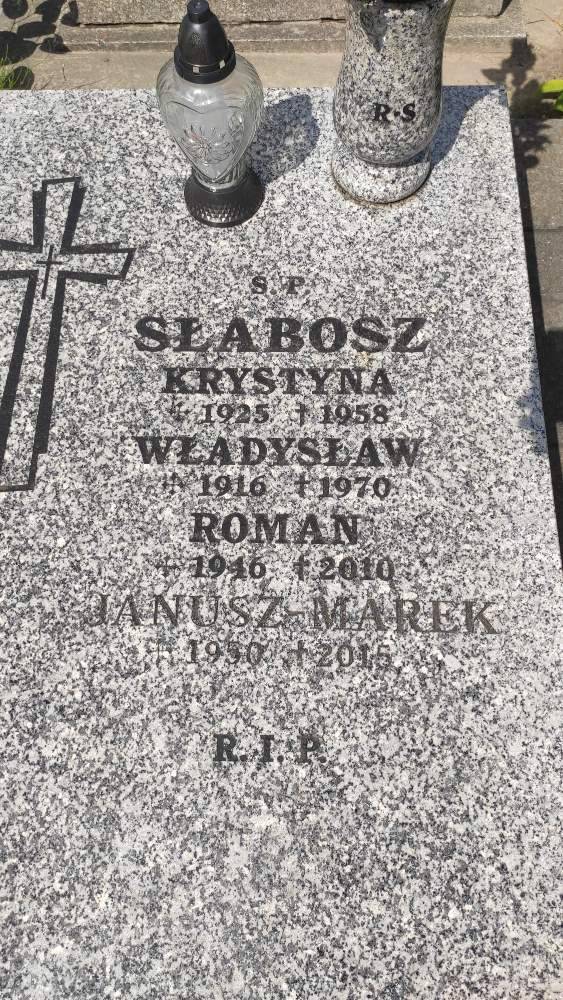 R·S
Ś P
SŁABOSZ
KRYSTYNA
* 1925 † 1958
WŁADYSŁAW
* 1916 † 1970
ROMAN
* 1946 † 2010
JANUSZ-MAREK
* 1950 † 2015
R.I.P.